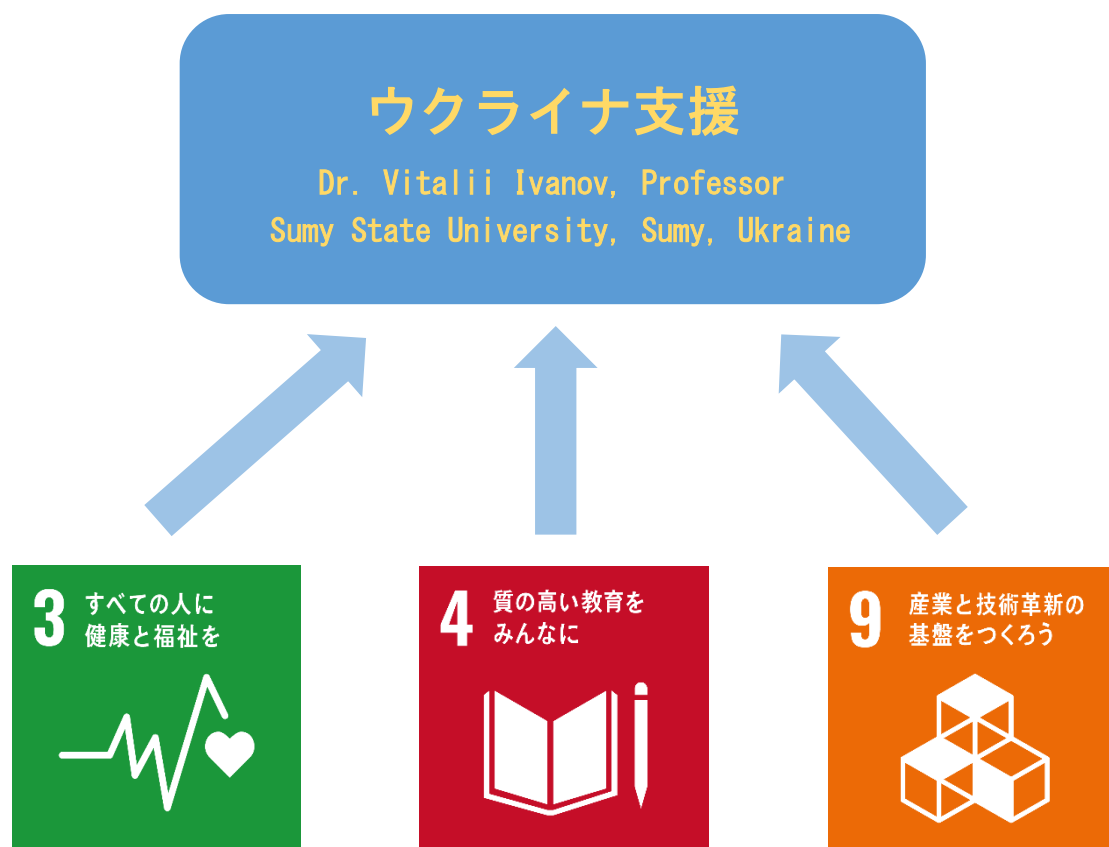 ウクライナ支援
Dr. Vitalii Ivanov, Professor
Sumy State University, Sumy, Ukraine
3 すべての人に
健康と福祉を
4 質の高い教育を
みんなに
9 産業と技術革新の
基盤をつくろう